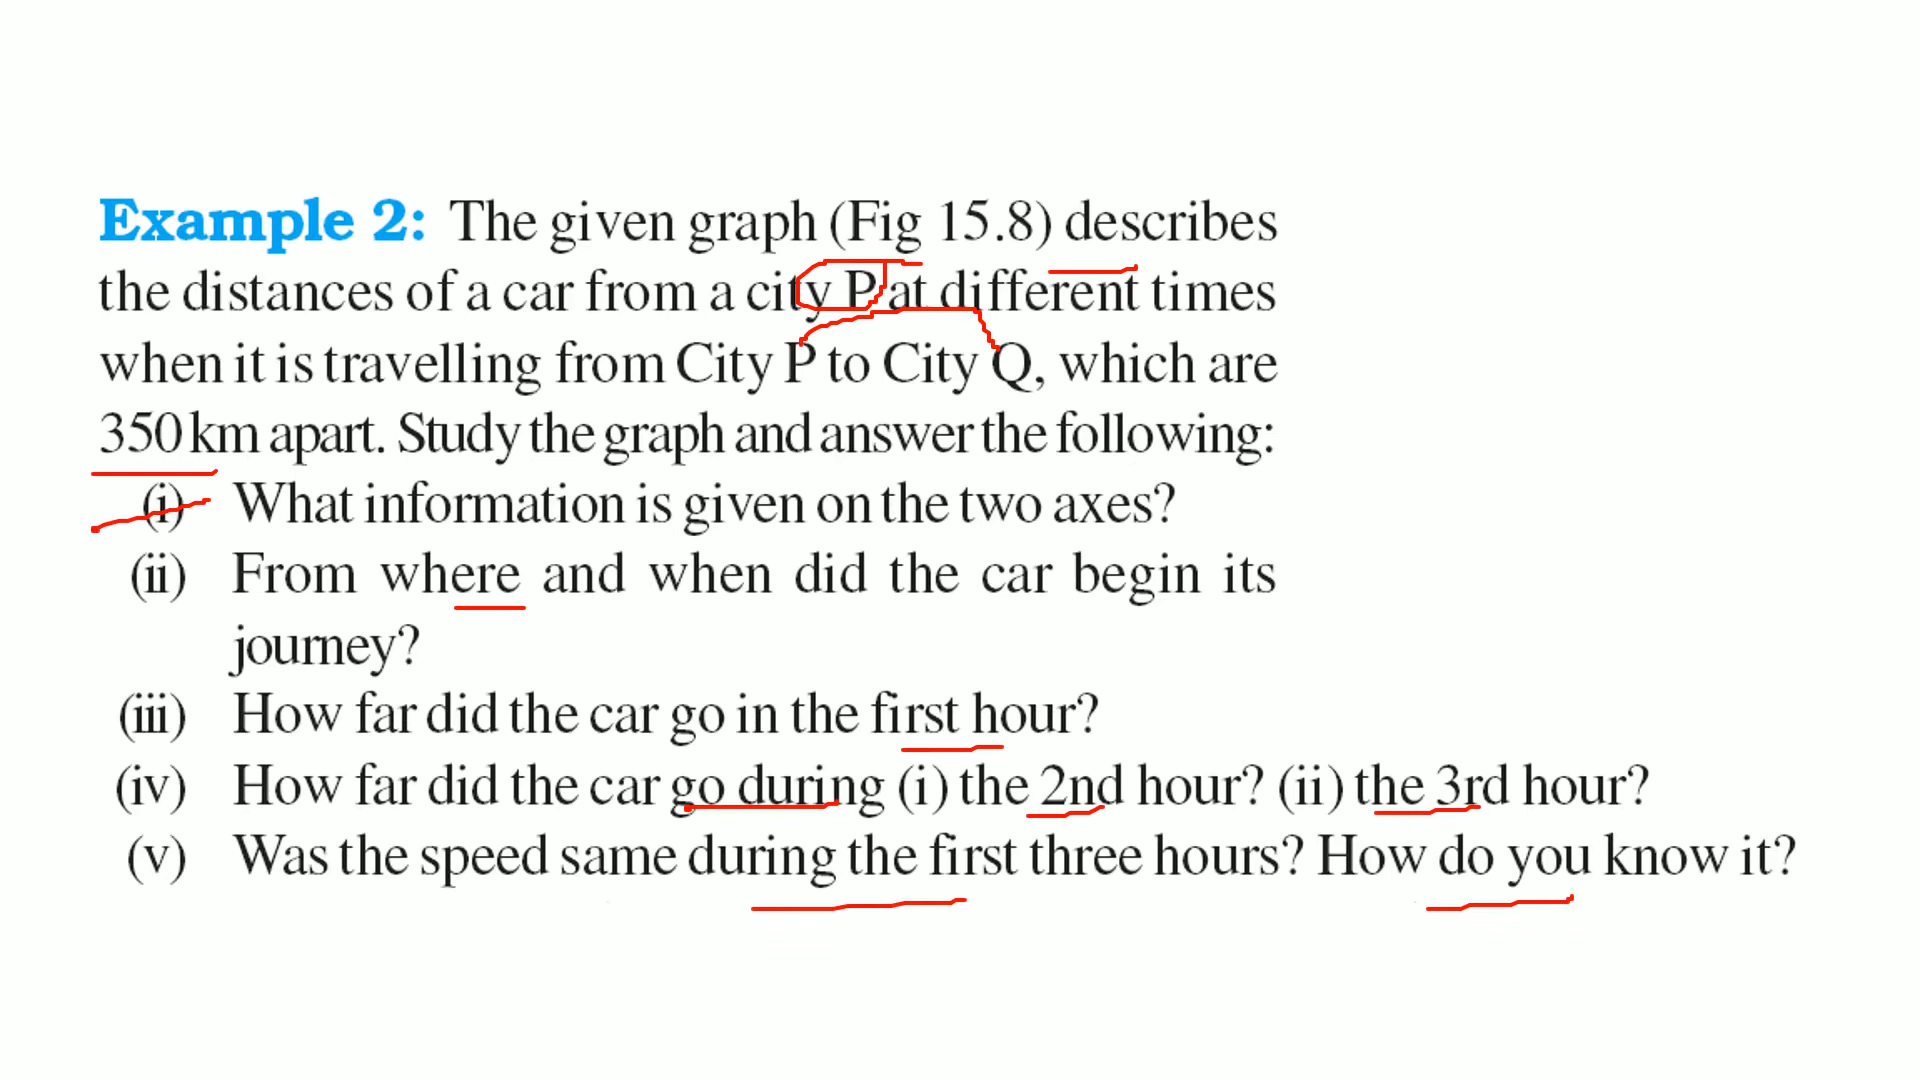 Example 2: The given graph (Fig 15.8) describes
the distances of a car from a city P at different times
when it is travelling from City P to City Q, which are
350 km apart. Study the graph and answer the following:
(i) What information is given on the two axes?
(ii) From where and when did the car begin its
journey?
(iii) How far did the car go in the first hour?
(iv) How far did the car go during (i) the 2nd hour? (ii) the 3rd hour?
(v) Was the speed same during the first three hours? How do you know it?